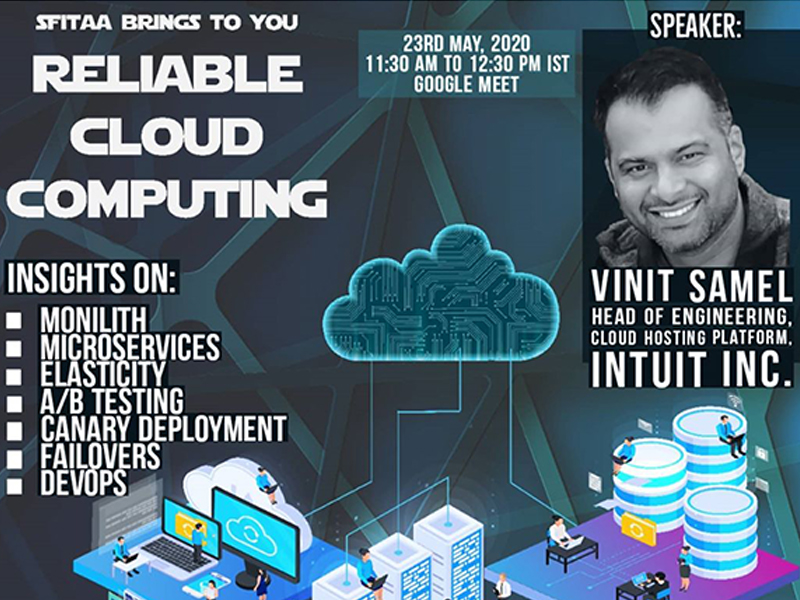 SFITAA BRINGS TO YOU
RELIABLE
CLOUD
COMPUTING
23RD MAY, 2020
11:30 AM TO 12:30 PM IST
GOOGLE MEET
SPEAKER:
VINIT SAMEL
HEAD OF ENGINEERING,
CLOUD HOSTING PLATFORM,
INTUIT INC.
INSIGHTS ON:
MONILITH
MICROSERVICES
ELASTICITY
A/B TESTING
CANARY DEPLOYMENT
FAILOVERS
DEVOPS